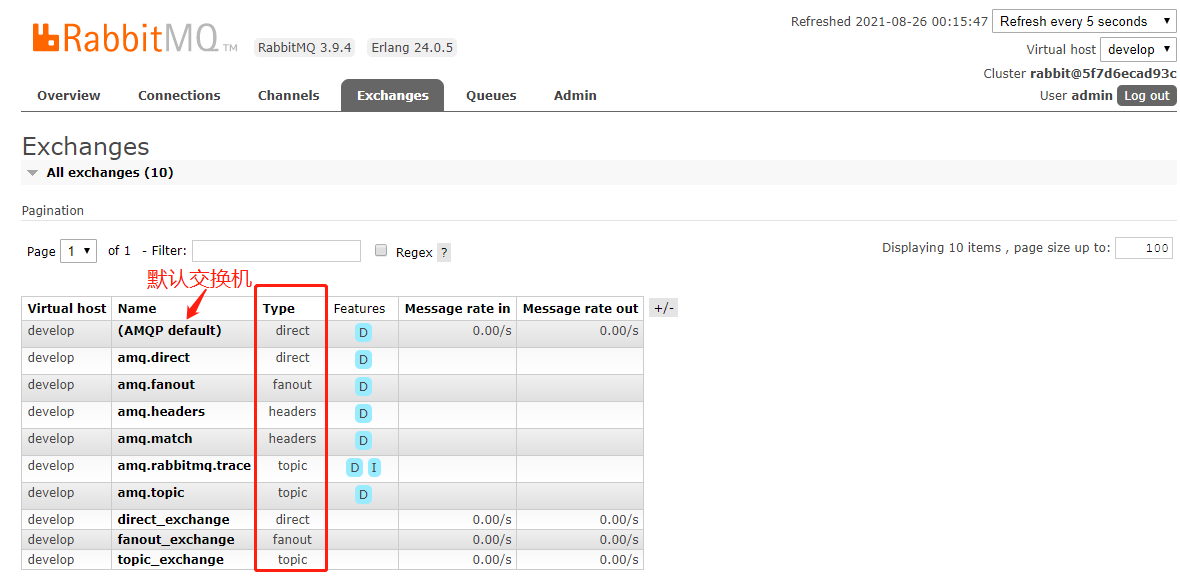 RabbitMQ TM RabbitMQ 3.9.4 Erlang 24.0.5
Refreshed 2021-08-26 00:15:47 Refresh every 5 seconds
Virtual host develop
Cluster rabbit@5f7d6ecad93c
User admin Log out
Overview Connections Channels Exchanges Queues Admin
Exchanges
All exchanges (10)
Pagination
Page 1 of 1 - Filter: Regex ? Displaying 10 items , page size up to: 100
默认交换机
Virtual host Name Type Features Message rate in Message rate out +/-
develop (AMQP default) direct D 0.00/s 0.00/s
develop amq.direct direct D
develop amq.fanout fanout D
develop amq.headers headers D
develop amq.match headers D
develop amq.rabbitmq.trace topic D I
develop amq.topic topic D
develop direct_exchange direct 0.00/s 0.00/s
develop fanout_exchange fanout 0.00/s 0.00/s
develop topic_exchange topic 0.00/s 0.00/s